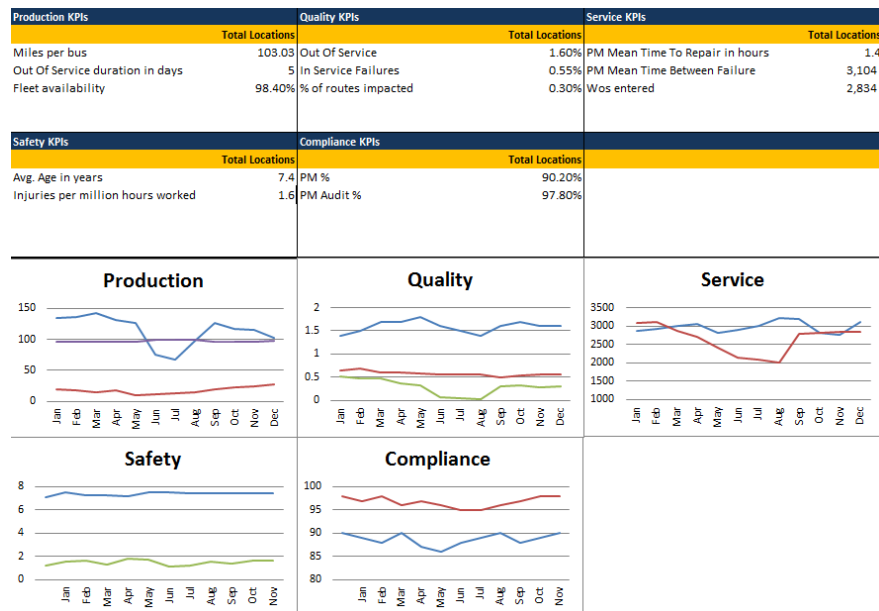 Production KPIs Quality KPIs Service KPIs
Total Locations Total Locations Total Locations
Miles per bus 103.03 Out Of Service 1.60% PM Mean Time To Repair in hours 1.4
Out Of Service duration in days 5 In Service Failures 0.55% PM Mean Time Between Failure 3,104
Fleet availability 98.40% % of routes impacted 0.30% Wos entered 2,834
Safety KPIs Compliance KPIs
Total Locations Total Locations
Avg. Age in years 7.4 PM % 90.20%
Injuries per million hours worked 1.6 PM Audit % 97.80%
Production
150
100
50
0
Jan Feb Mar Apr May Jun Jul Aug Sep Oct Nov Dec
Quality
2
1.5
1
0.5
0
Jan Feb Mar Apr May Jun Jul Aug Sep Oct Nov Dec
Service
3500
3000
2500
2000
1500
1000
Jan Feb Mar Apr May Jun Jul Aug Sep Oct Nov Dec
Safety
8
6
4
2
0
Jan Feb Mar Apr May Jun Jul Aug Sep Oct Nov
Compliance
100
95
90
85
80
Jan Feb Mar Apr May Jun Jul Aug Sep Oct Nov